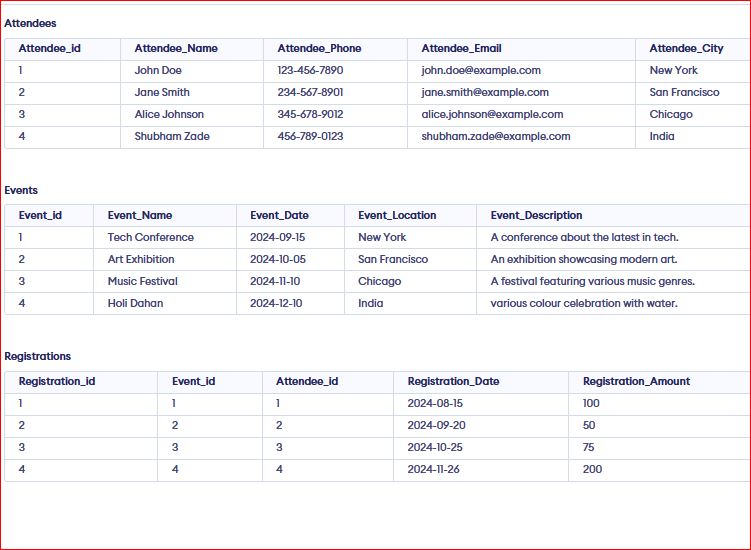 Attendees
Attendee_id Attendee_Name Attendee_Phone Attendee_Email Attendee_City
1 John Doe 123-456-7890 john.doe@example.com New York
2 Jane Smith 234-567-8901 jane.smith@example.com San Francisco
3 Alice Johnson 345-678-9012 alice.johnson@example.com Chicago
4 Shubham Zade 456-789-0123 shubham.zade@example.com India
Events
Event_id Event_Name Event_Date Event_Location Event_Description
1 Tech Conference 2024-09-15 New York A conference about the latest in tech.
2 Art Exhibition 2024-10-05 San Francisco An exhibition showcasing modern art.
3 Music Festival 2024-11-10 Chicago A festival featuring various music genres.
4 Holi Dahan 2024-12-10 India various colour celebration with water.
Registrations
Registration_id Event_id Attendee_id Registration_Date Registration_Amount
1 1 1 2024-08-15 100
2 2 2 2024-09-20 50
3 3 3 2024-10-25 75
4 4 4 2024-11-26 200